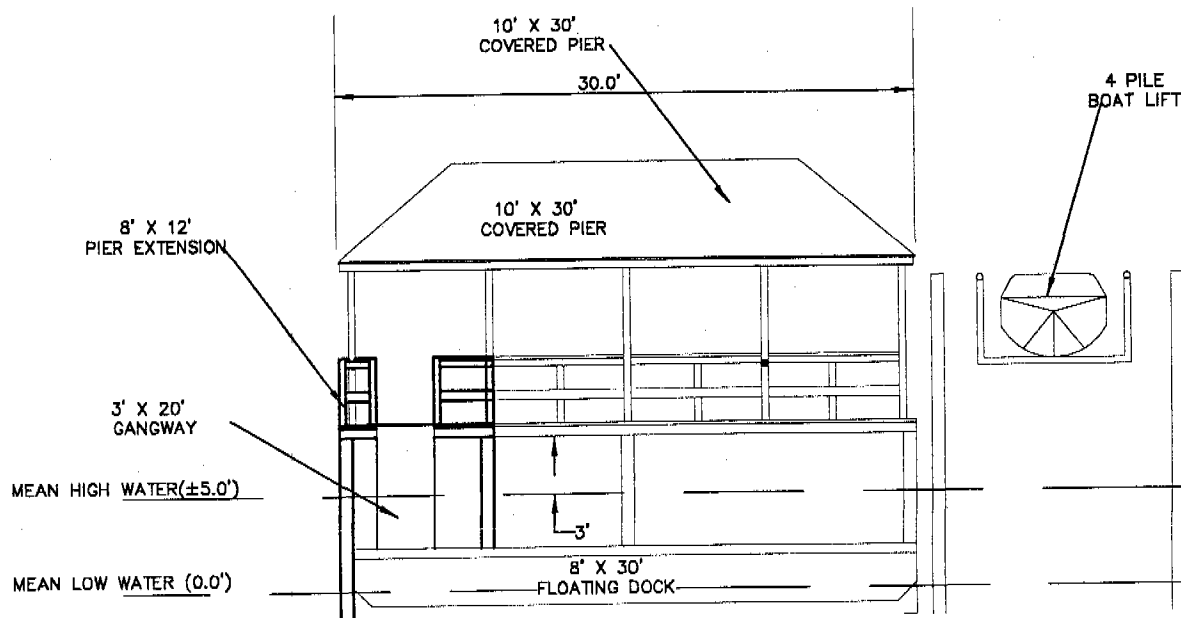 10' X 30'
COVERED PIER
30.0'
4 PILE
BOAT LIFT
10' X 30'
COVERED PIER
8' X 12'
PIER EXTENSION
3' X 20'
GANGWAY
MEAN HIGH WATER(±5.0')
3'
8' X 30'
FLOATING DOCK
MEAN LOW WATER (0.0')